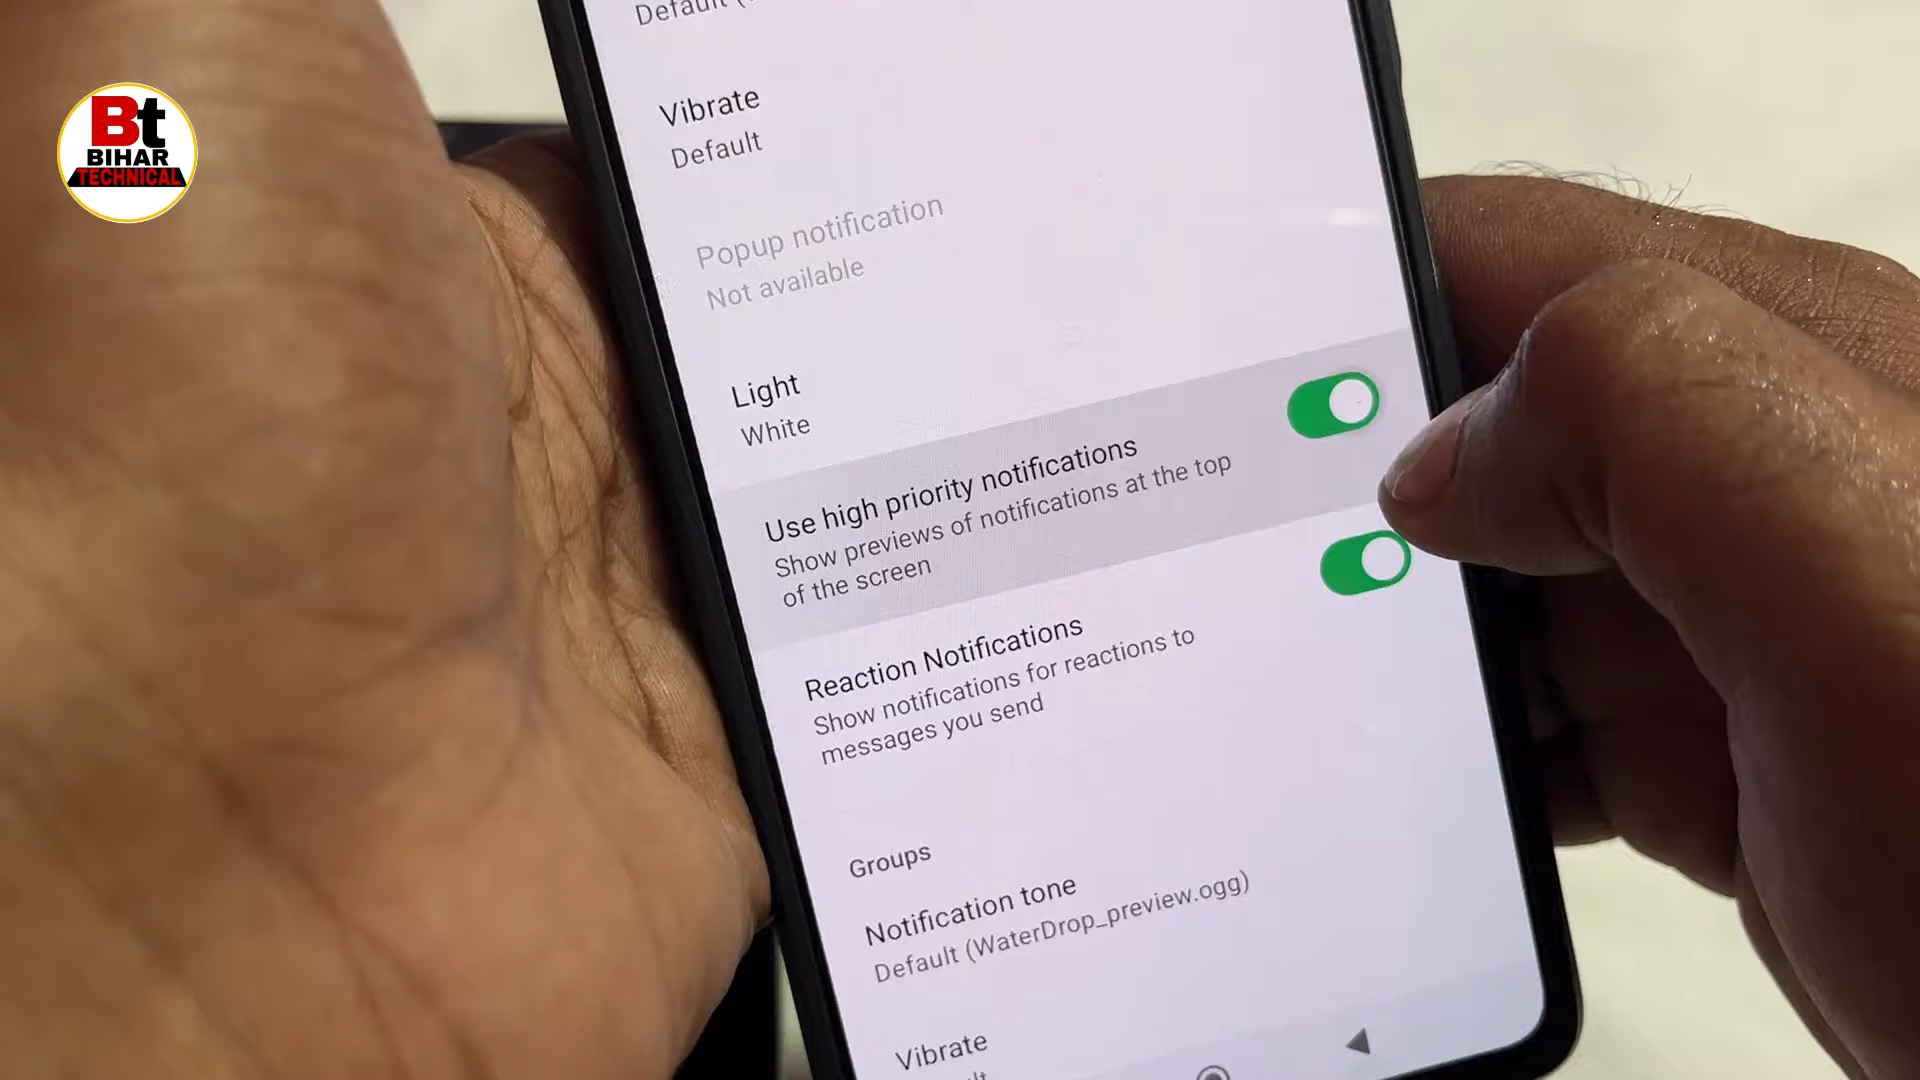 Bt
BIHAR
TECHNICAL
Default (
Vibrate
Default
Popup notification
Not available
Light
White
Use high priority notifications
Show previews of notifications at the top
of the screen
Reaction Notifications
Show notifications for reactions to
messages you send
Groups
Notification tone
Default (WaterDrop_preview.ogg)
Vibrate